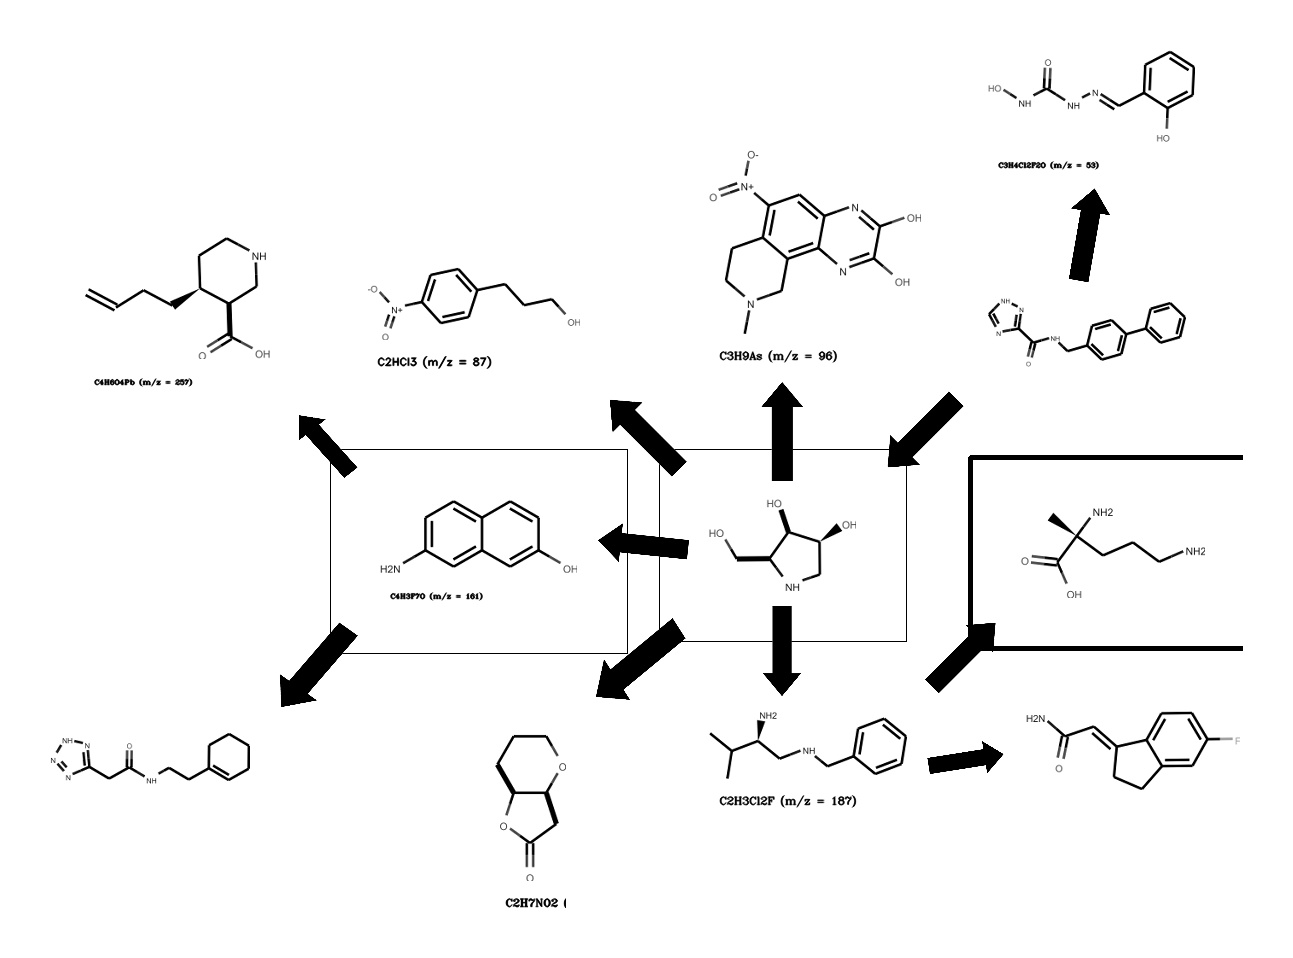 O
HO
NH
NH
N
HO
C3H4Cl2F2O (m/z = 53)
O-
N+
O
N
OH
N
OH
N
C3H9As (m/z = 96)
NH
O
OH
C4H6O4Pb (m/z = 257)
-O
N+
O
OH
C2HCl3 (m/z = 87)
NH
N
N
NH
O
HO
OH
HO
NH
H2N
OH
C4H3F7O (m/z = 161)
NH2
NH2
O
OH
NH
N
N
N
O
NH
O
O
O
C2H7NO2 (
NH2
NH
C2H3Cl2F (m/z = 187)
H2N
O
F